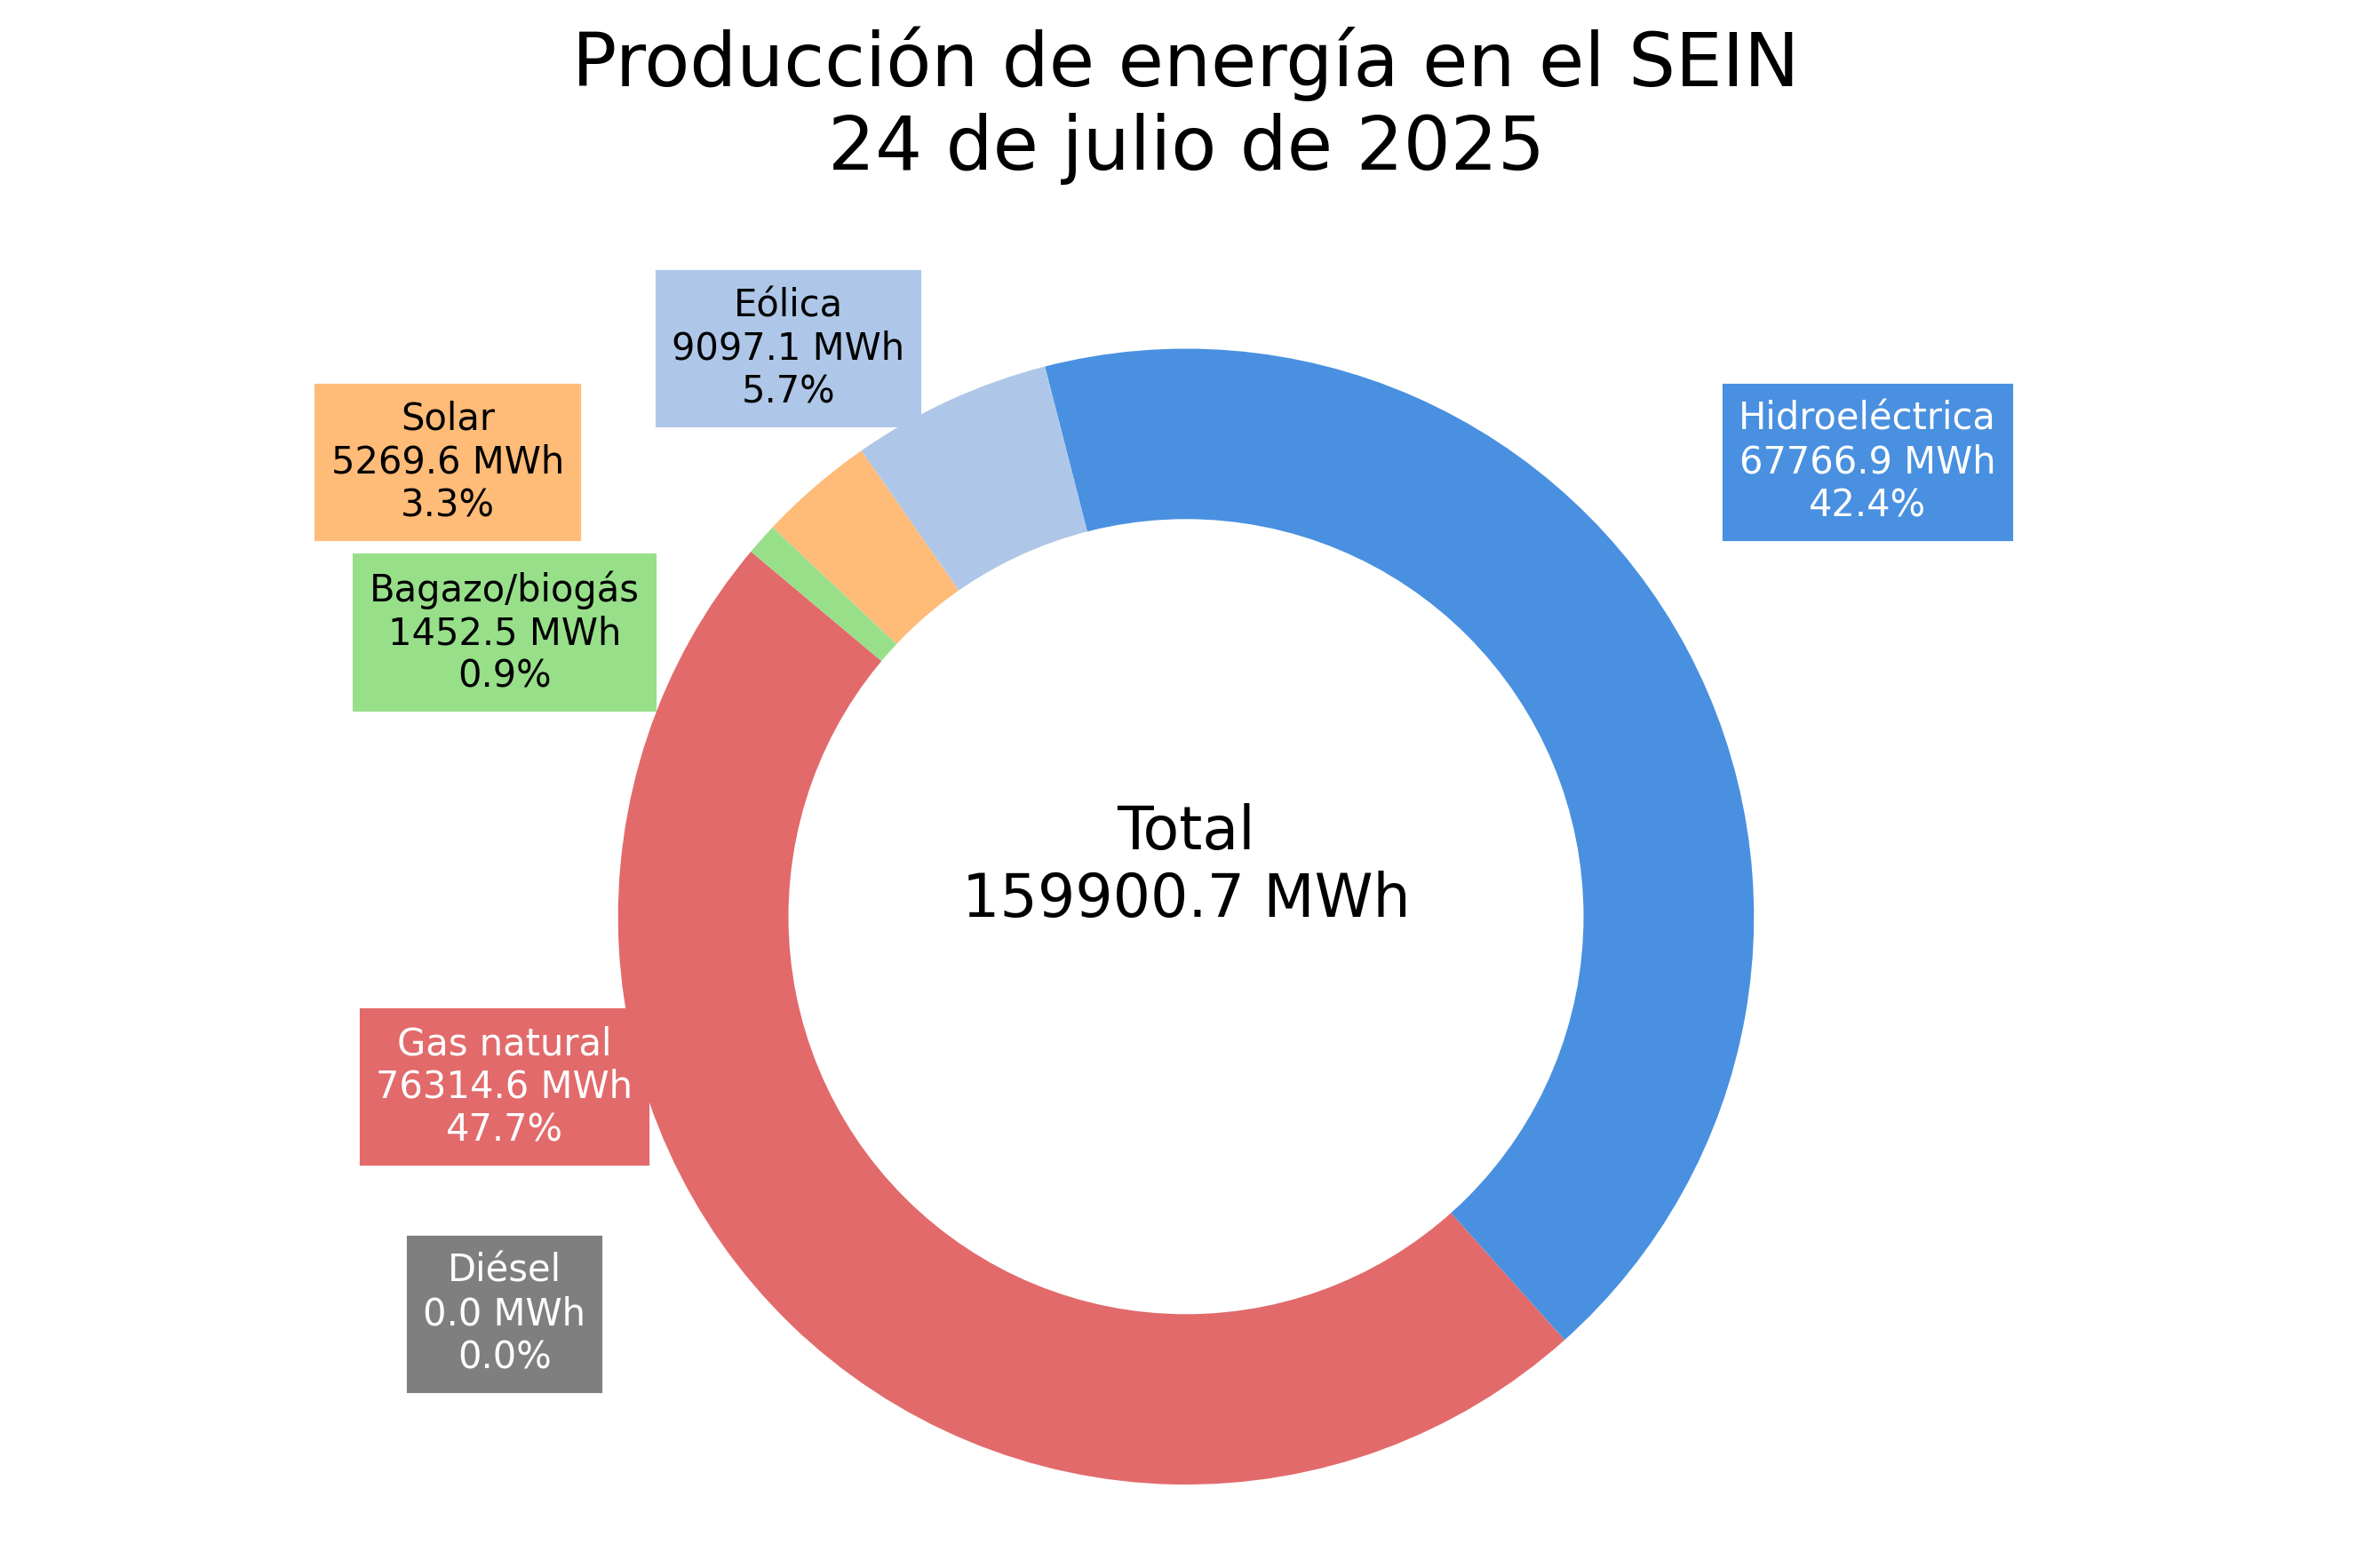 Producción de energía en el SEIN
24 de julio de 2025
Eólica
9097.1 MWh
5.7%
Solar
5269.6 MWh
3.3%
Hidroeléctrica
67766.9 MWh
42.4%
Bagazo/biogás
1452.5 MWh
0.9%
Total
159900.7 MWh
Gas natural
76314.6 MWh
47.7%
Diésel
0.0 MWh
0.0%